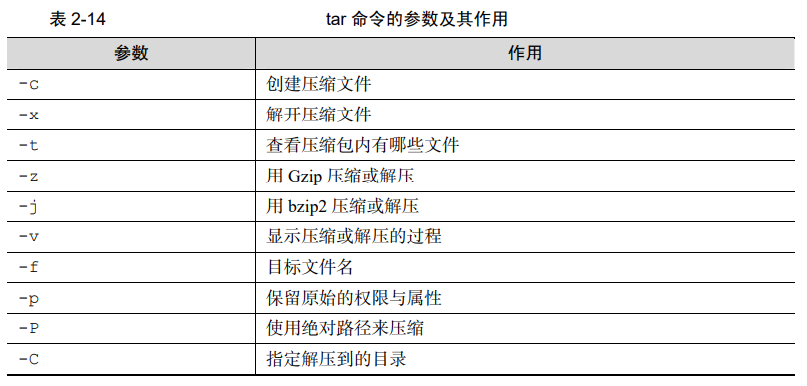 表 2-14 tar 命令的参数及其作用
参数 作用
-c 创建压缩文件
-x 解开压缩文件
-t 查看压缩包内有哪些文件
-z 用 Gzip 压缩或解压
-j 用 bzip2 压缩或解压
-v 显示压缩或解压的过程
-f 目标文件名
-p 保留原始的权限与属性
-P 使用绝对路径来压缩
-C 指定解压到的目录